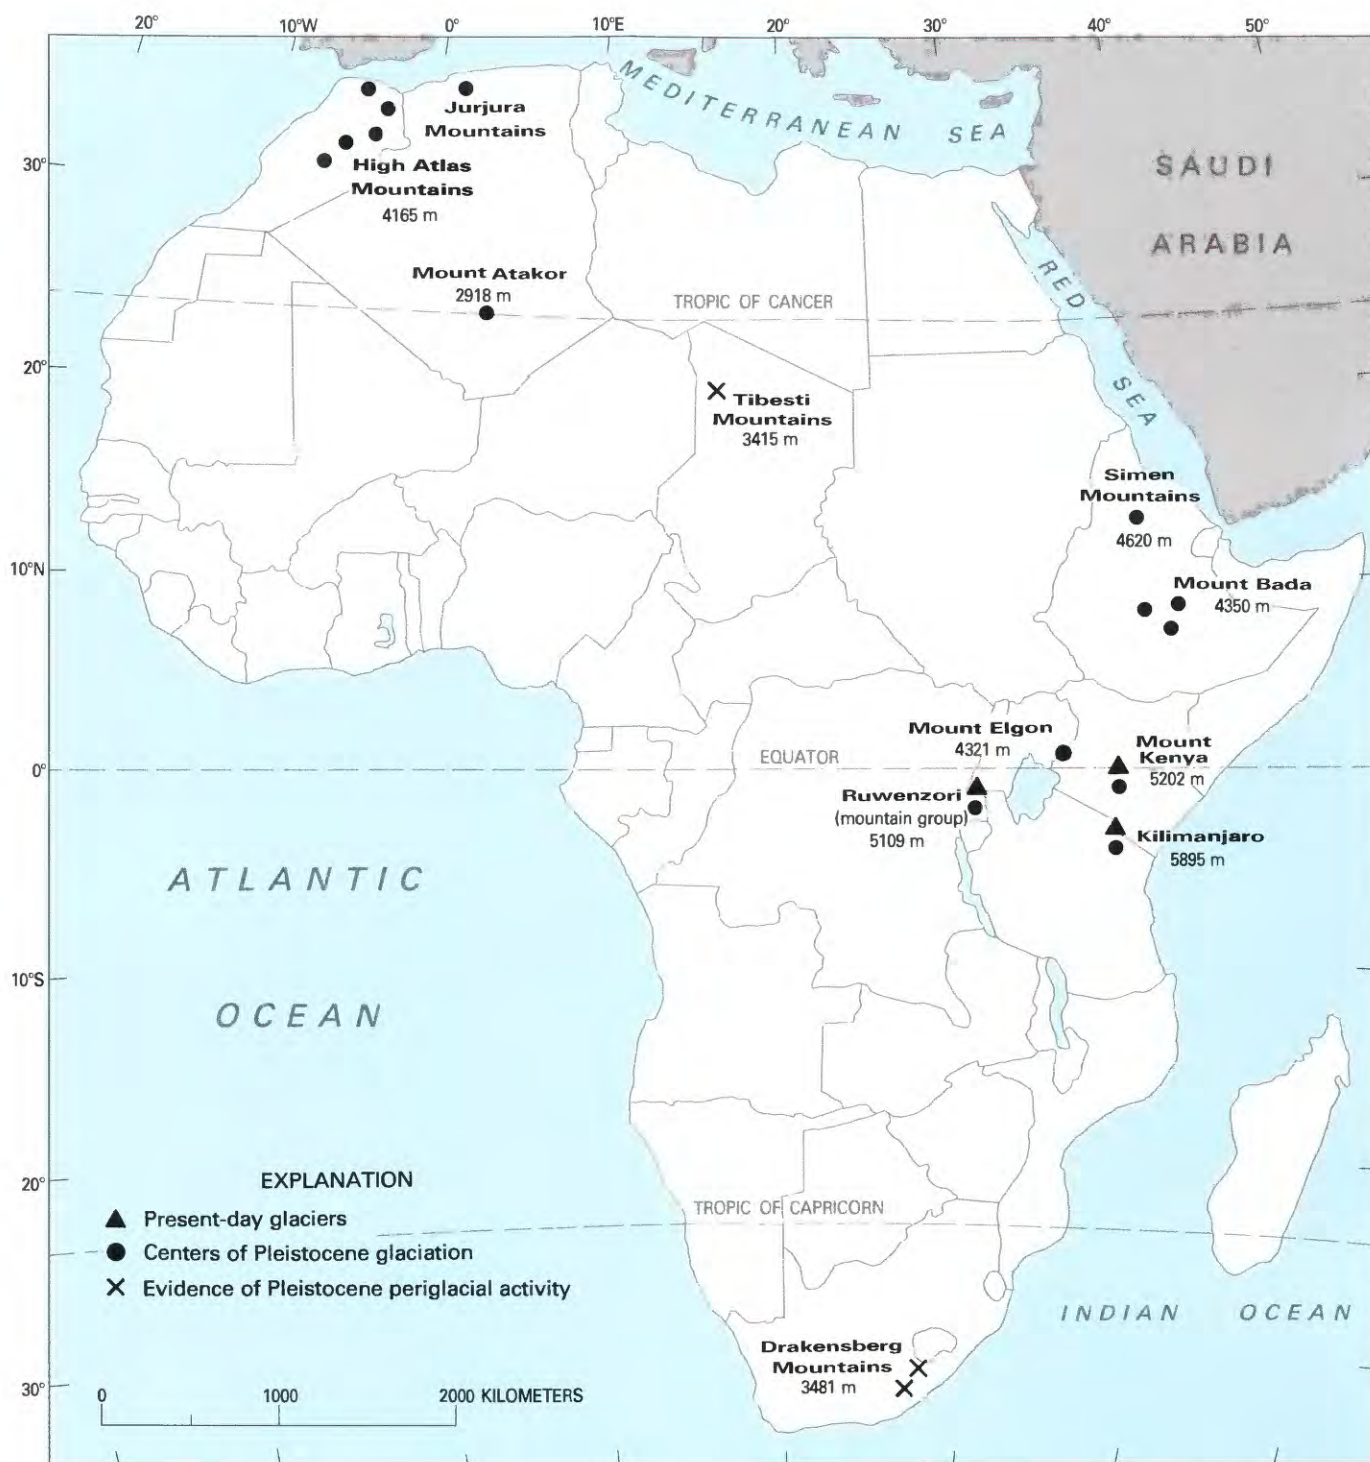 20°
10°W
0°
10°E
20°
30°
40°
50°
MEDITERRANEAN SEA
Jurjura
Mountains
30°
High Atlas
Mountains
4165 m
SAUDI
ARABIA
RED SEA
Mount Atakor
2918 m
TROPIC OF CANCER
20°
Tibesti
Mountains
3415 m
Simen
Mountains
4620 m
10°N
Mount Bada
4350 m
Mount Elgon
4321 m
Mount
Kenya
5202 m
EQUATOR
0°
Ruwenzori
(mountain group)
5109 m
Kilimanjaro
5895 m
ATLANTIC
OCEAN
10°S
20°
EXPLANATION
Present-day glaciers
Centers of Pleistocene glaciation
Evidence of Pleistocene periglacial activity
TROPIC OF CAPRICORN
INDIAN OCEAN
Drakensberg
Mountains
3481 m
30°
0 1000 2000 KILOMETERS